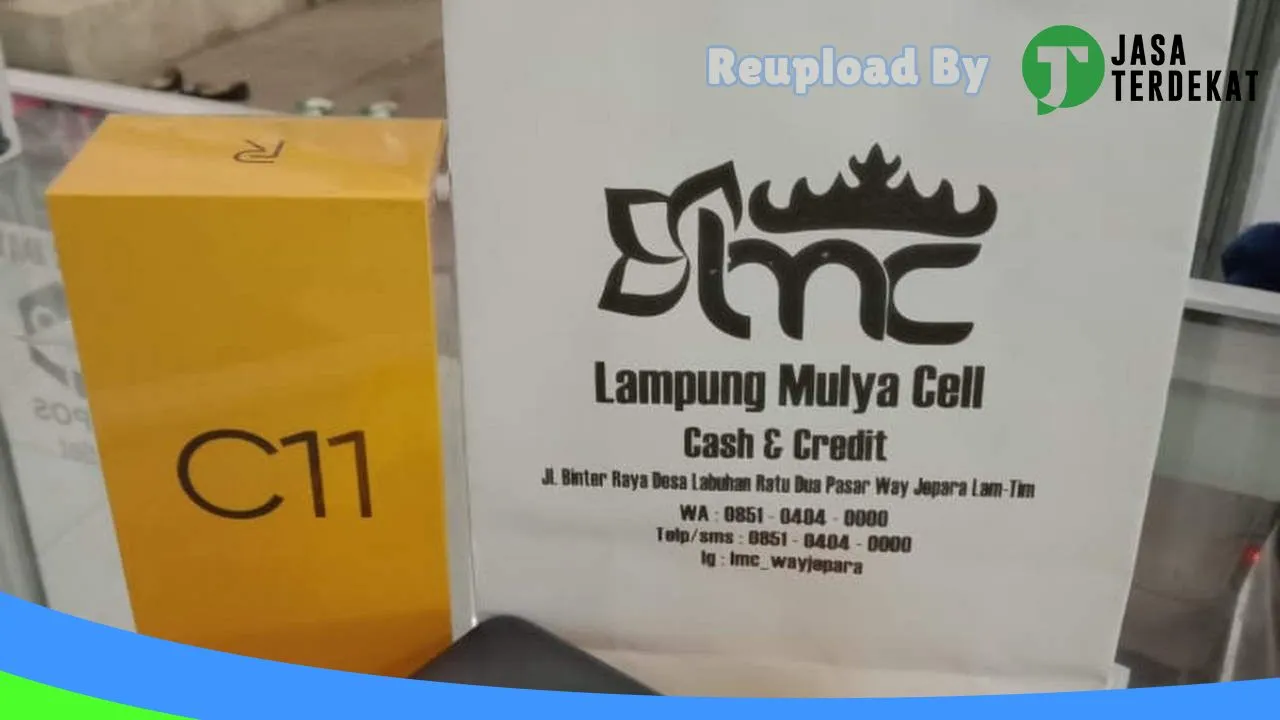 Reupload By
JASA
TERDEKAT
C11
lmc
Lampung Mulya Cell
Cash & Credit
Jl. Binter Raya Desa Labuhan Ratu Dua Pasar Way Jepara Lam-Tim
WA : 0851 - 0404 - 0000
Telp/sms : 0851 - 0404 - 0000
Ig : lmc_wayjepara